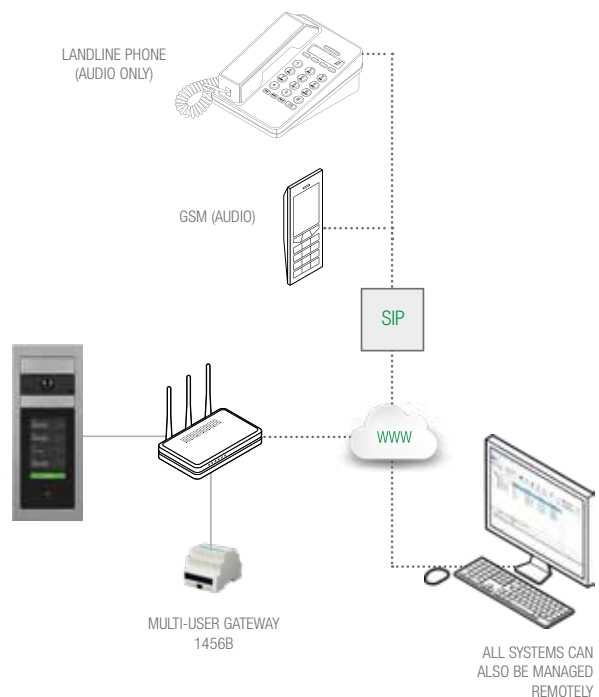 LANDLINE PHONE
(AUDIO ONLY)
GSM (AUDIO)
SIP
WWW
MULTI-USER GATEWAY
1456B
ALL SYSTEMS CAN
ALSO BE MANAGED
REMOTELY